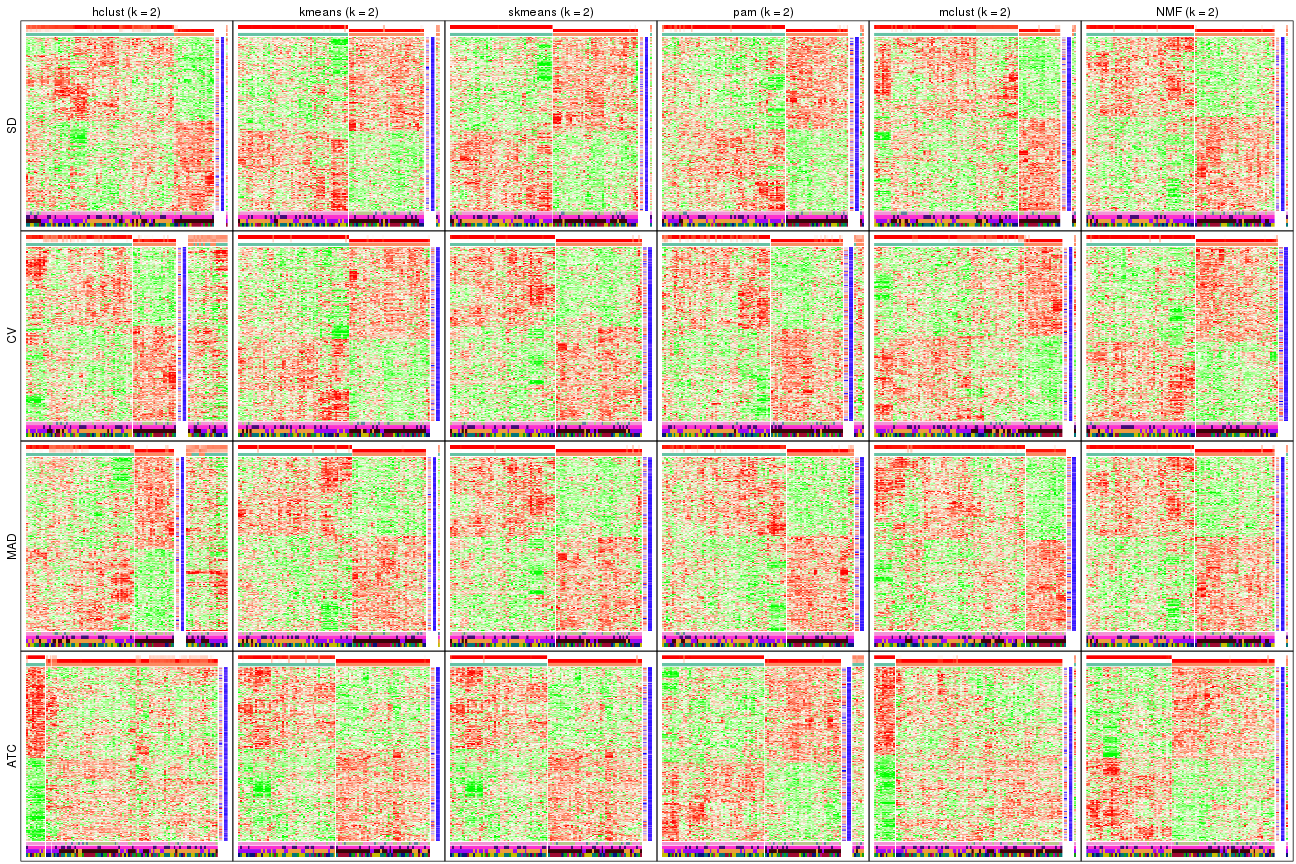 hclust (k = 2) kmeans (k = 2) skmeans (k = 2) pam (k = 2) mclust (k = 2) NMF (k = 2)
SD
CV
MAD
ATC